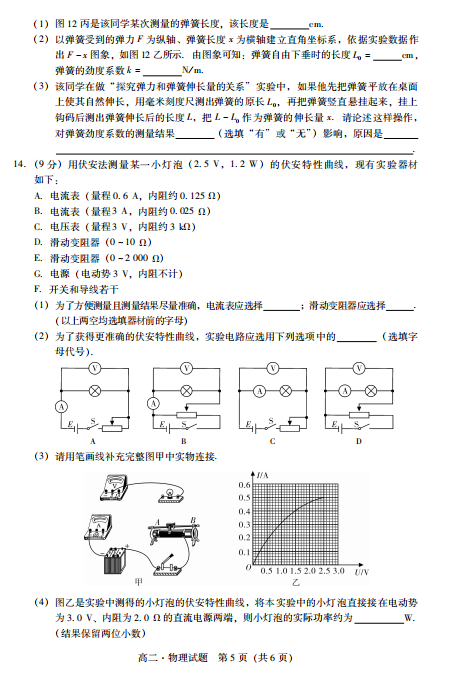 (1) 图 12 丙是该同学某次测量的弹簧长度，该长度是________cm.
(2) 以弹簧受到的弹力 F 为纵轴、弹簧长度 x 为横轴建立直角坐标系，依据实验数据作
出 F－x 图象，如图 12 乙所示. 由图象可知：弹簧自由下垂时的长度 L₀ = ______cm，
弹簧的劲度系数 k = ________N/m.
(3) 该同学在做“探究弹力和弹簧伸长量的关系”实验中，如果他先把弹簧平放在桌面
上使其自然伸长，用毫米刻度尺测出弹簧的原长 L₀，再把弹簧竖直悬挂起来，挂上
钩码后测出弹簧伸长后的长度 L，把 L－L₀ 作为弹簧的伸长量 x. 请论述这样操作，
对弹簧劲度系数的测量结果________（选填“有”或“无”）影响，原因是________
________________.
14. (9 分) 用伏安法测量某一小灯泡（2.5 V，1.2 W）的伏安特性曲线，现有实验器材
如下：
A. 电流表（量程 0.6 A，内阻约 0.125 Ω）
B. 电流表（量程 3 A，内阻约 0.025 Ω）
C. 电压表（量程 3 V，内阻约 3 kΩ）
D. 滑动变阻器（0~10 Ω）
E. 滑动变阻器（0~2 000 Ω）
G. 电源（电动势 3 V，内阻不计）
F. 开关和导线若干
(1) 为了方便测量且测量结果尽量准确，电流表应选择________；滑动变阻器应选择______.
（以上两空均选填器材前的字母）
(2) 为了获得更准确的伏安特性曲线，实验电路应选用下列选项中的________（选填字
母代号）.
V V V V
A A A A
E S E S E S E S
A B C D
(3) 请用笔画线补充完整图甲中实物连接.
V
A
A B
－ ＋
甲
I/A
0.6
0.5
0.4
0.3
0.2
0.1
O 0.5 1.0 1.5 2.0 2.5 3.0 U/V
乙
(4) 图乙是实验中测得的小灯泡的伏安特性曲线，将本实验中的小灯泡直接接在电动势
为 3.0 V、内阻为 2.0 Ω 的直流电源两端，则小灯泡的实际功率约为________W.
（结果保留两位小数）
高二·物理试题 第 5 页（共 6 页）